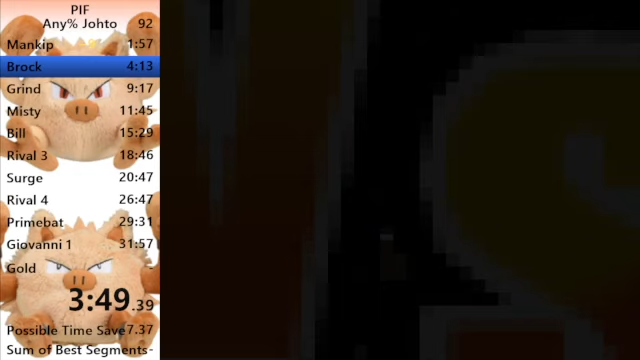 PIF
Any% Johto 92
Mankip 1:57
Brock 4:13
Grind 9:17
Misty 11:45
Bill 15:29
Rival 3 18:46
Surge 20:47
Rival 4 26:47
Primebat 29:31
Giovanni 1 31:57
Gold
3:49.39
Possible Time Save 7.37
Sum of Best Segments -